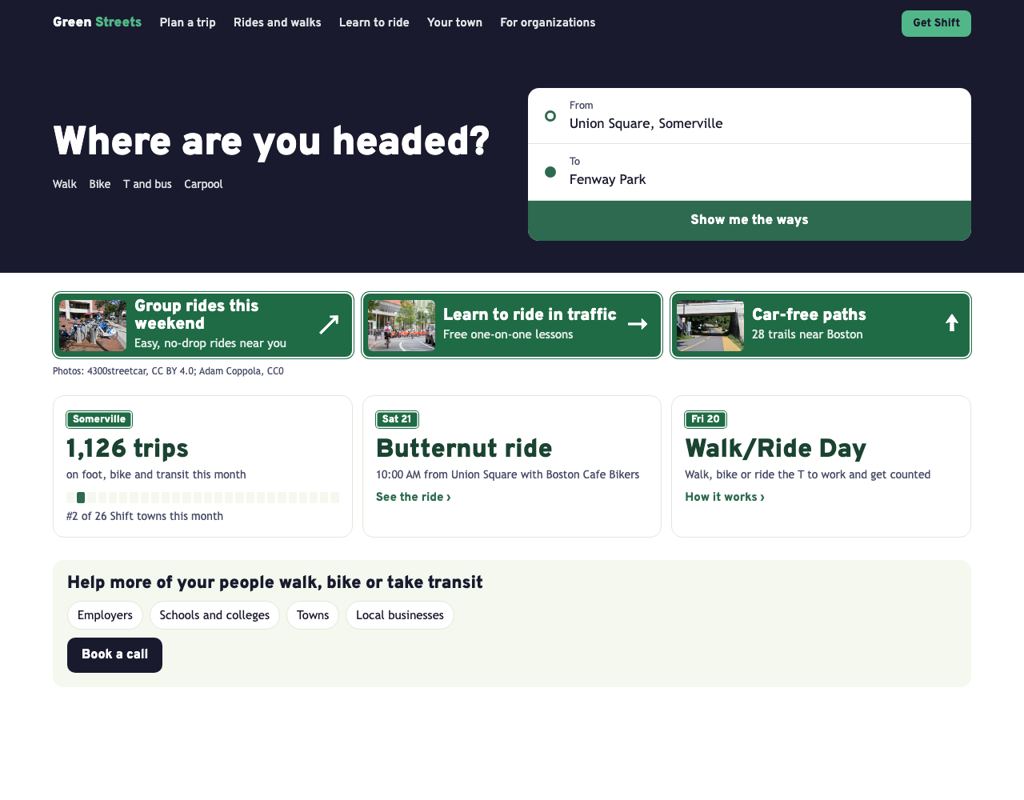 Green Streets Plan a trip Rides and walks Learn to ride Your town For organizations Get Shift
Where are you headed?
Walk Bike T and bus Carpool
From
Union Square, Somerville
To
Fenway Park
Show me the ways
Group rides this
weekend
Easy, no-drop rides near you
Learn to ride in traffic
Free one-on-one lessons
Car-free paths
28 trails near Boston
Photos: 4300streetcar, CC BY 4.0; Adam Coppola, CC0
Somerville
1,126 trips
on foot, bike and transit this month
#2 of 26 Shift towns this month
Sat 21
Butternut ride
10:00 AM from Union Square with Boston Cafe Bikers
See the ride ›
Fri 20
Walk/Ride Day
Walk, bike or ride the T to work and get counted
How it works ›
Help more of your people walk, bike or take transit
Employers Schools and colleges Towns Local businesses
Book a call